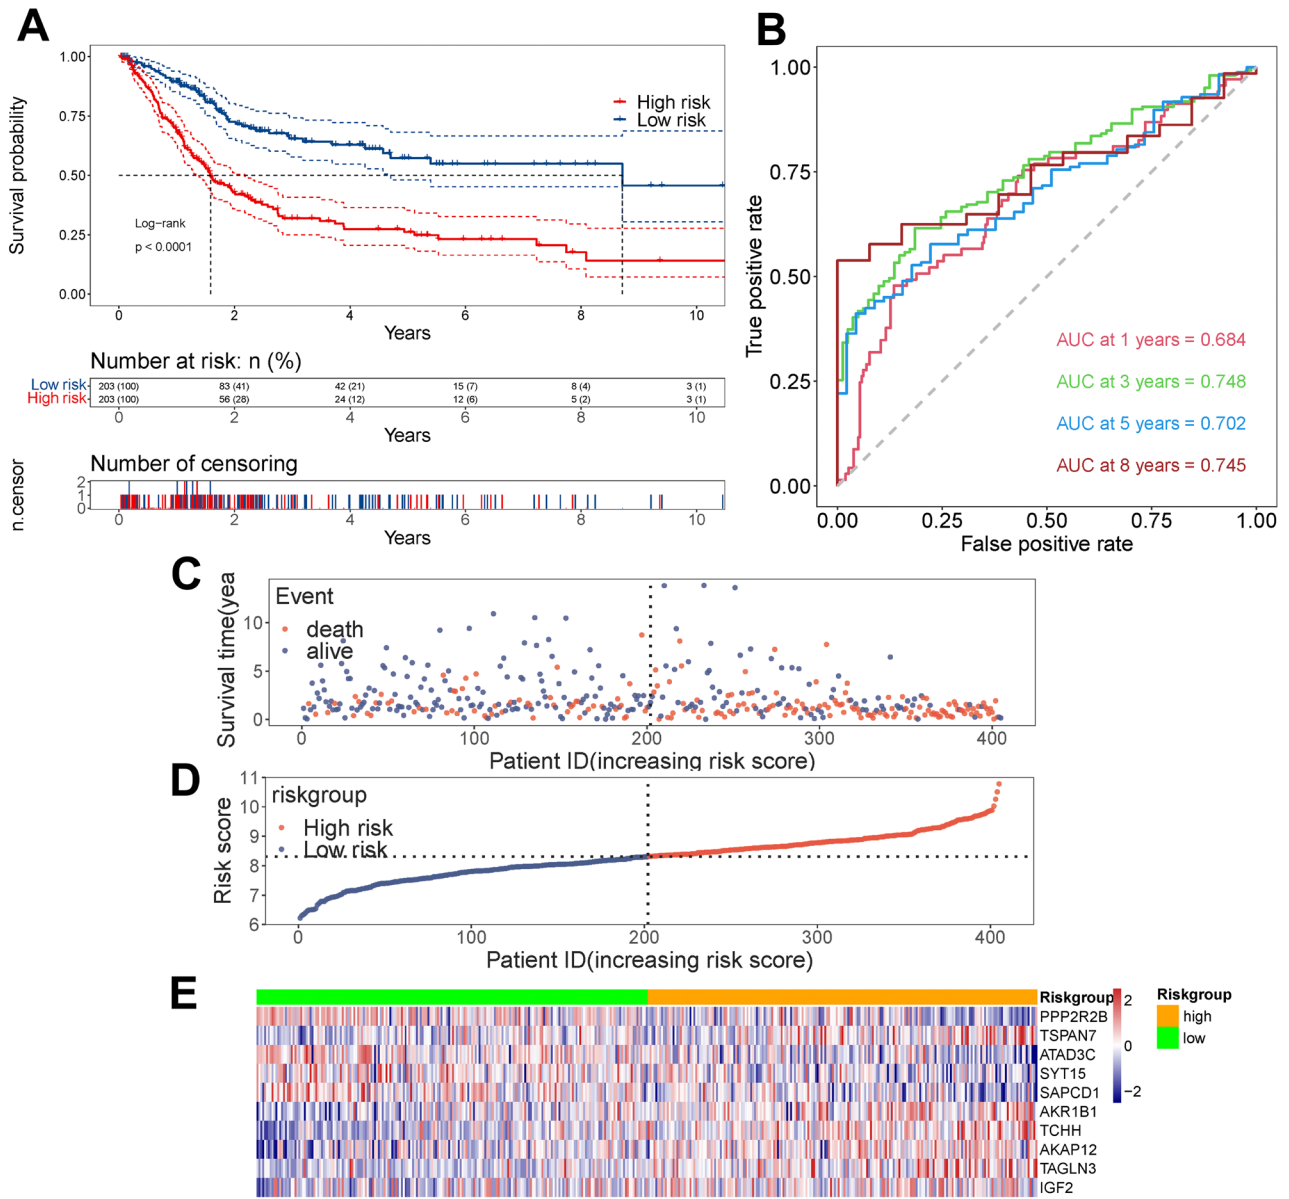 A
Survival probability
1.00
0.75
0.50
0.25
0.00
High risk
Low risk
Log-rank
p < 0.0001
0 2 4 6 8 10
Years
Number at risk: n (%)
Low risk 203 (100) 83 (41) 42 (21) 15 (7) 8 (4) 3 (1)
High risk 203 (100) 56 (28) 24 (12) 12 (6) 5 (2) 3 (1)
0 2 4 6 8 10
Years
Number of censoring
n.censor
2
1
0
0 2 4 6 8 10
Years
B
True positive rate
1.00
0.75
0.50
0.25
0.00
AUC at 1 years = 0.684
AUC at 3 years = 0.748
AUC at 5 years = 0.702
AUC at 8 years = 0.745
0.00 0.25 0.50 0.75 1.00
False positive rate
C
Survival time(yea
10
5
0
Event
death
alive
0 100 200 300 400
Patient ID(increasing risk score)
D
Risk score
11
10
9
8
7
6
riskgroup
High risk
Low risk
0 100 200 300 400
Patient ID(increasing risk score)
E
Riskgroup
PPP2R2B
TSPAN7
ATAD3C
SYT15
SAPCD1
AKR1B1
TCHH
AKAP12
TAGLN3
IGF2
2
0
−2
Riskgroup
high
low